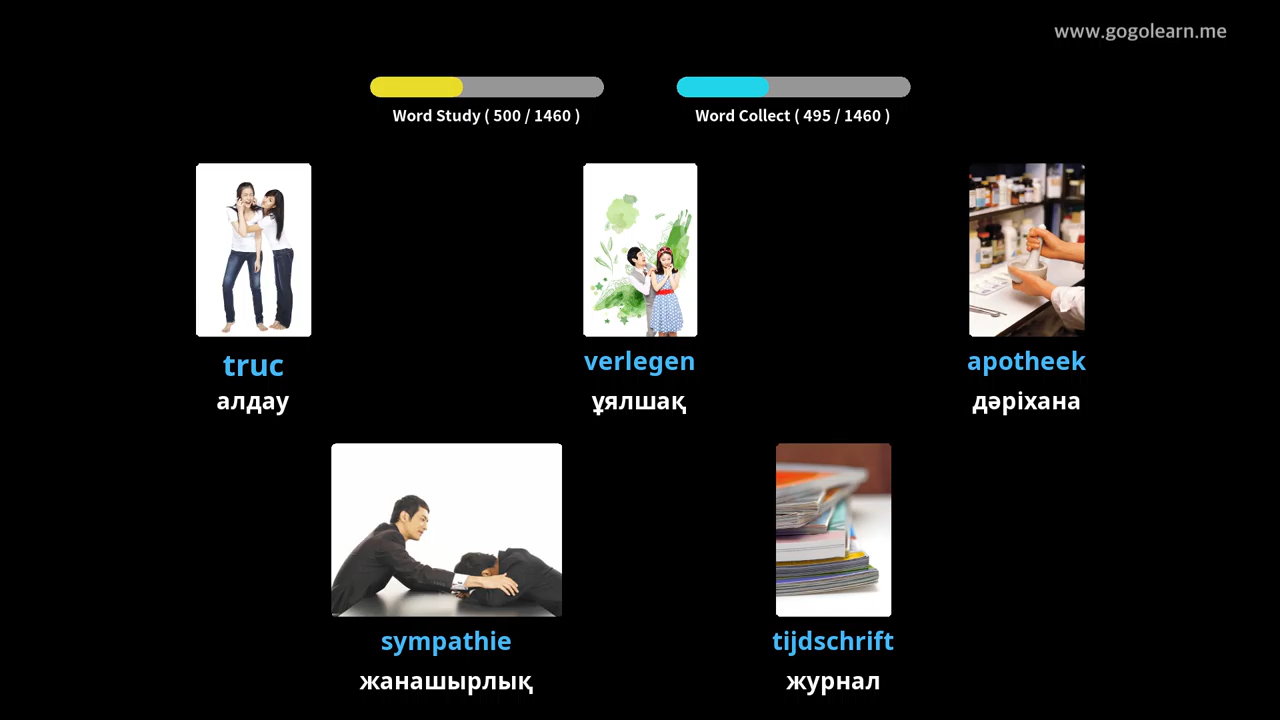 www.gogolearn.me
Word Study ( 500 / 1460 )
Word Collect ( 495 / 1460 )
truc
алдау
verlegen
ұялшақ
apotheek
дәріхана
sympathie
жанашырлық
tijdschrift
журнал